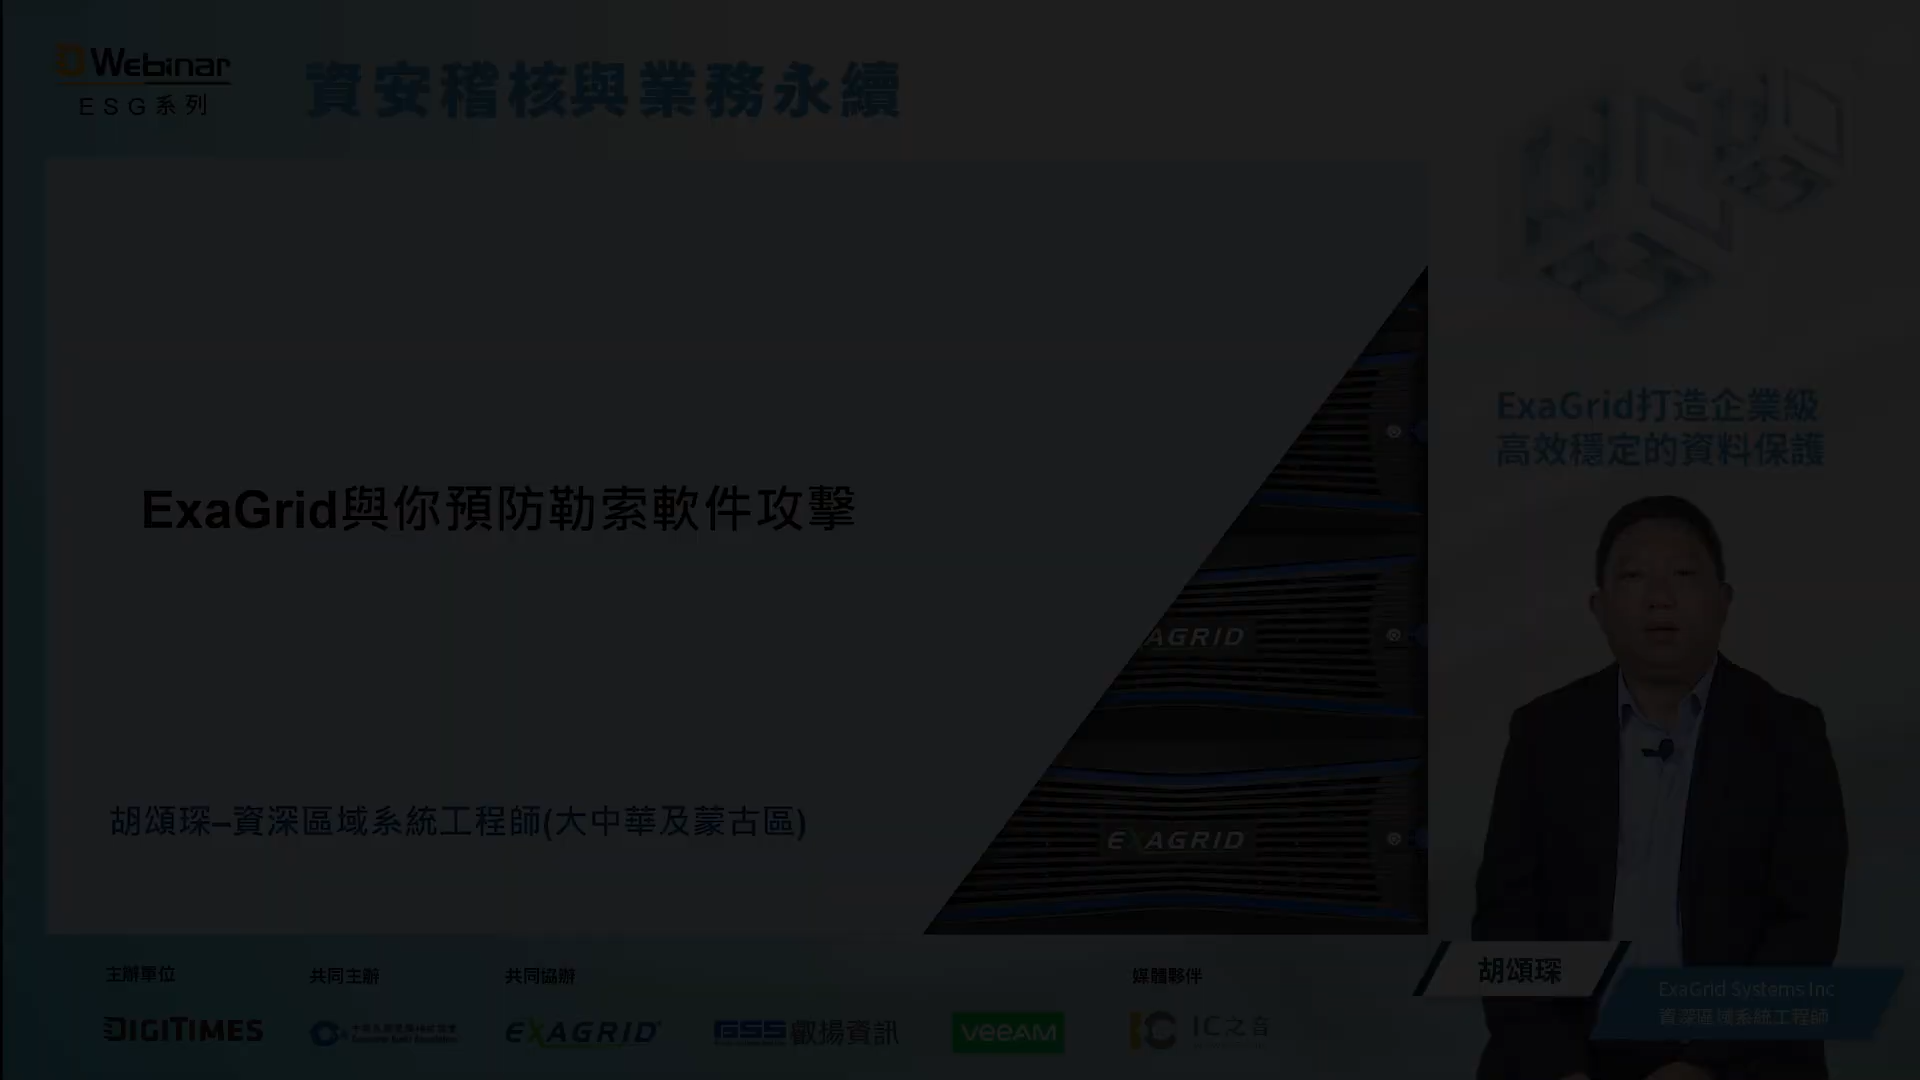 Webinar
ESG系列
資安稽核與業務永續
ExaGrid打造企業級
高效穩定的資料保護
ExaGrid與你預防勒索軟件攻擊
AGRID
EXAGRID
胡頌琛–資深區域系統工程師(大中華及蒙古區)
胡頌琛
ExaGrid Systems Inc
資深區域系統工程師
主辦單位
共同主辦
共同協辦
媒體夥伴
DIGITIMES
EXAGRID
GSS 叡揚資訊
veeAM
IC之音